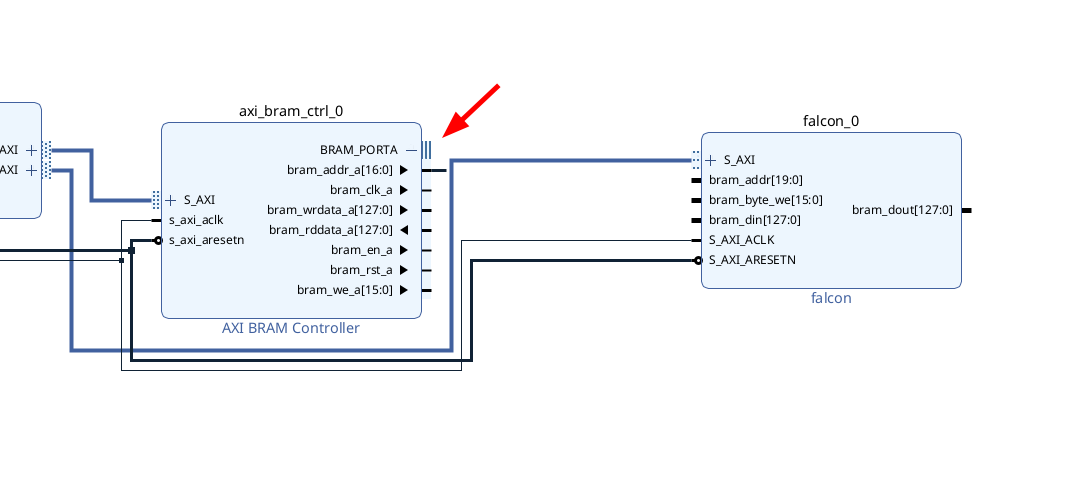 AXI
AXI
axi_bram_ctrl_0
BRAM_PORTA
bram_addr_a[16:0]
bram_clk_a
bram_wrdata_a[127:0]
bram_rddata_a[127:0]
bram_en_a
bram_rst_a
bram_we_a[15:0]
S_AXI
s_axi_aclk
s_axi_aresetn
AXI BRAM Controller
falcon_0
S_AXI
bram_addr[19:0]
bram_byte_we[15:0]
bram_din[127:0]
S_AXI_ACLK
S_AXI_ARESETN
bram_dout[127:0]
falcon